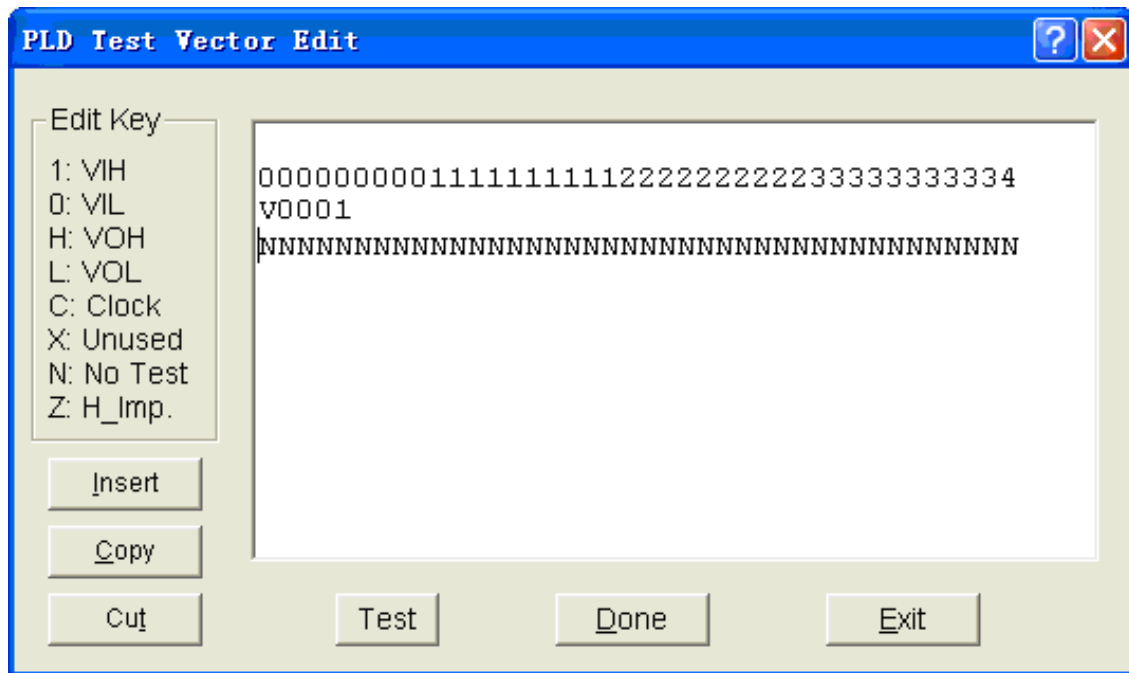 PLD Test Vector Edit
Edit Key
1: VIH
0: VIL
H: VOH
L: VOL
C: Clock
X: Unused
N: No Test
Z: H_Imp.
0000000001111111111222222222233333333334
V0001
NNNNNNNNNNNNNNNNNNNNNNNNNNNNNNNNNNNNNNNN
Insert
Copy
Cut
Test
Done
Exit